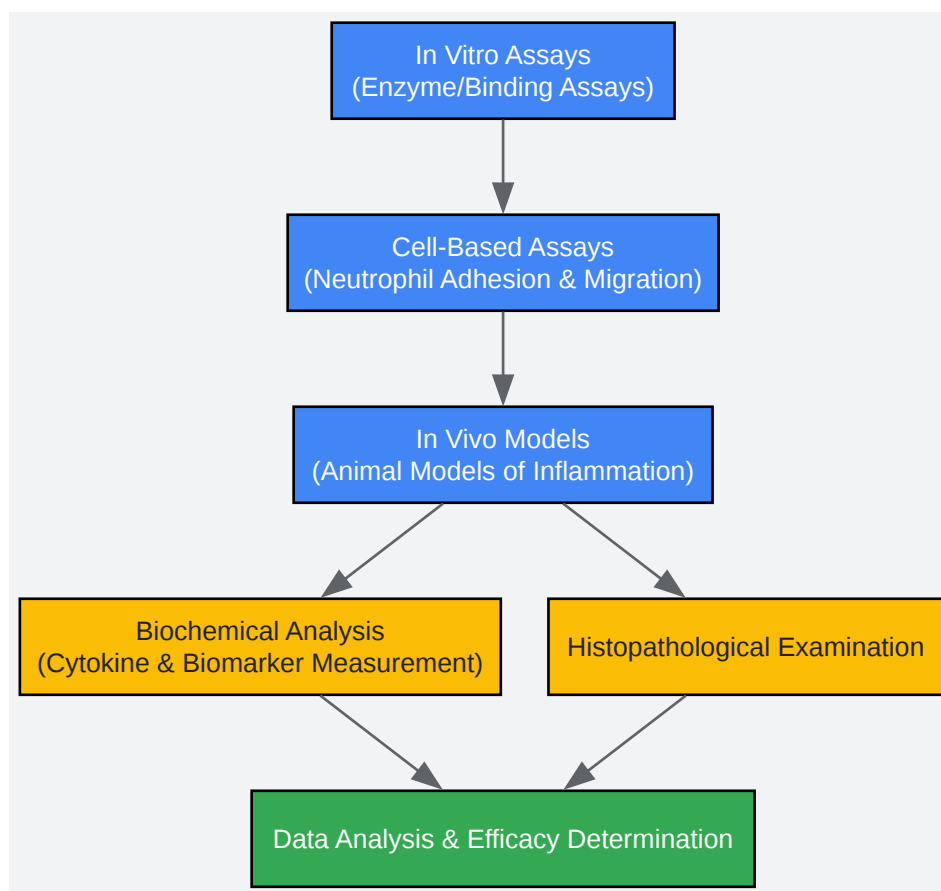 In Vitro Assays
(Enzyme/Binding Assays)
Cell-Based Assays
(Neutrophil Adhesion & Migration)
In Vivo Models
(Animal Models of Inflammation)
Biochemical Analysis
(Cytokine & Biomarker Measurement)
Histopathological Examination
Data Analysis & Efficacy Determination